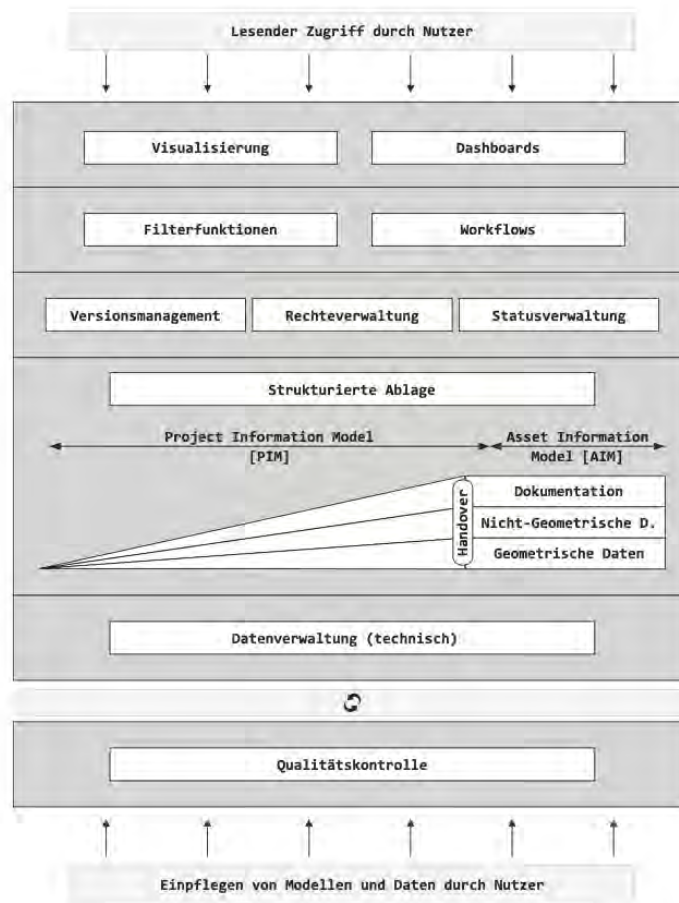 Lesender Zugriff durch Nutzer
Visualisierung
Dashboards
Filterfunktionen
Workflows
Versionsmanagement
Rechteverwaltung
Statusverwaltung
Strukturierte Ablage
Project Information Model
[PIM]
Asset Information
Model [AIM]
Handover
Dokumentation
Nicht-Geometrische D.
Geometrische Daten
Datenverwaltung (technisch)
Qualitätskontrolle
Einpflegen von Modellen und Daten durch Nutzer